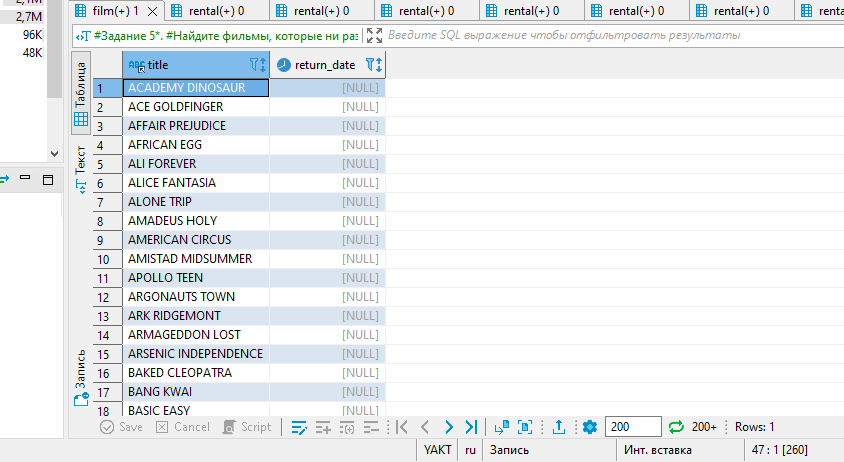 2,1M
2,7M
96K
48K
film(+) 1
rental(+) 0
rental(+) 0
rental(+) 0
rental(+) 0
rental(+) 0
rental(+) 0
rental
#Задание 5*. #Найдите фильмы, которые ни раз
Введите SQL выражение чтобы отфильтровать результаты
Таблица
Текст
Запись
ABC title
return_date
1 ACADEMY DINOSAUR [NULL]
2 ACE GOLDFINGER [NULL]
3 AFFAIR PREJUDICE [NULL]
4 AFRICAN EGG [NULL]
5 ALI FOREVER [NULL]
6 ALICE FANTASIA [NULL]
7 ALONE TRIP [NULL]
8 AMADEUS HOLY [NULL]
9 AMERICAN CIRCUS [NULL]
10 AMISTAD MIDSUMMER [NULL]
11 APOLLO TEEN [NULL]
12 ARGONAUTS TOWN [NULL]
13 ARK RIDGEMONT [NULL]
14 ARMAGEDDON LOST [NULL]
15 ARSENIC INDEPENDENCE [NULL]
16 BAKED CLEOPATRA [NULL]
17 BANG KWAI [NULL]
18 BASIC EASY [NULL]
Save Cancel Script 200 200+ Rows: 1
YAKT ru Запись Инт. вставка 47 : 1 [260]